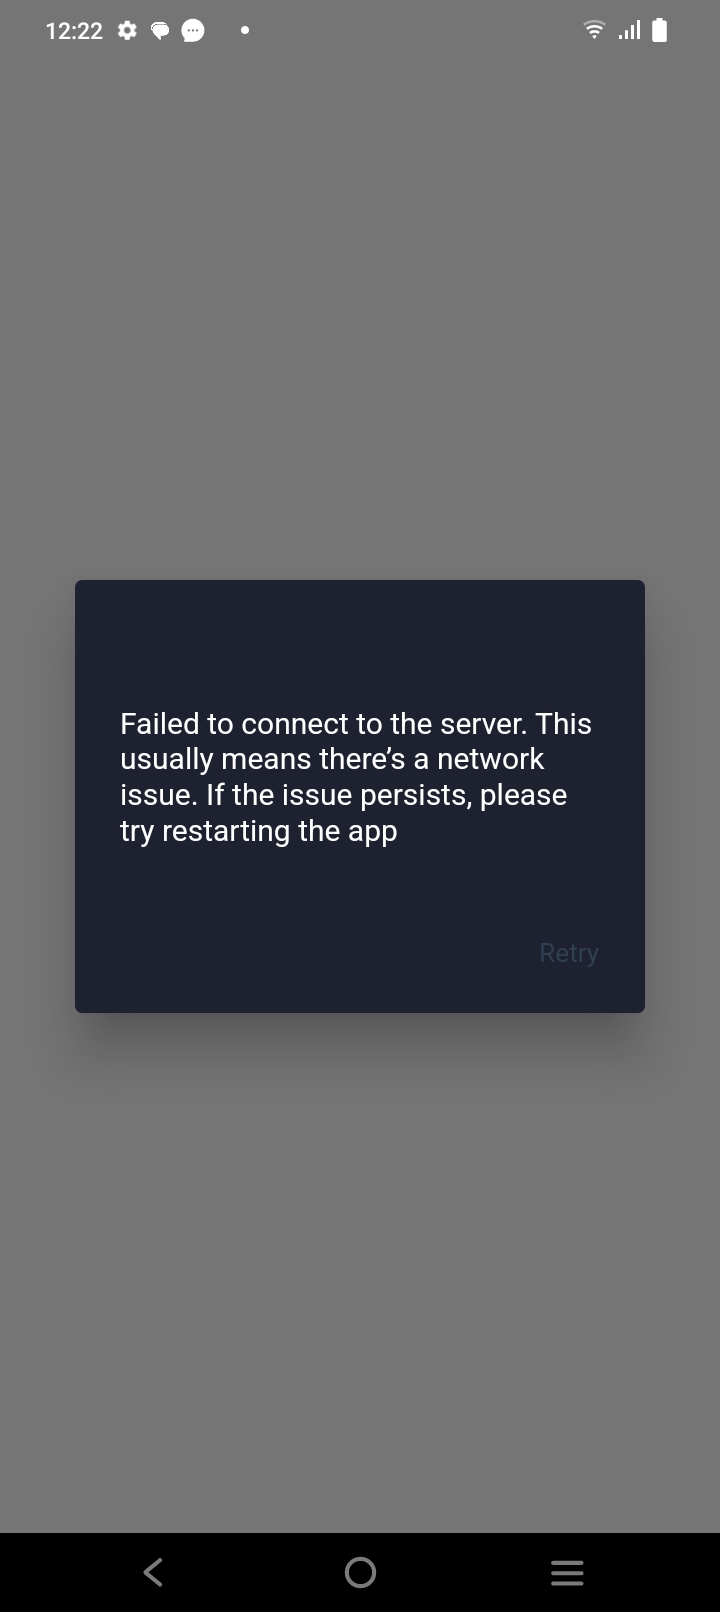 12:22
Failed to connect to the server. This
usually means there’s a network
issue. If the issue persists, please
try restarting the app
Retry